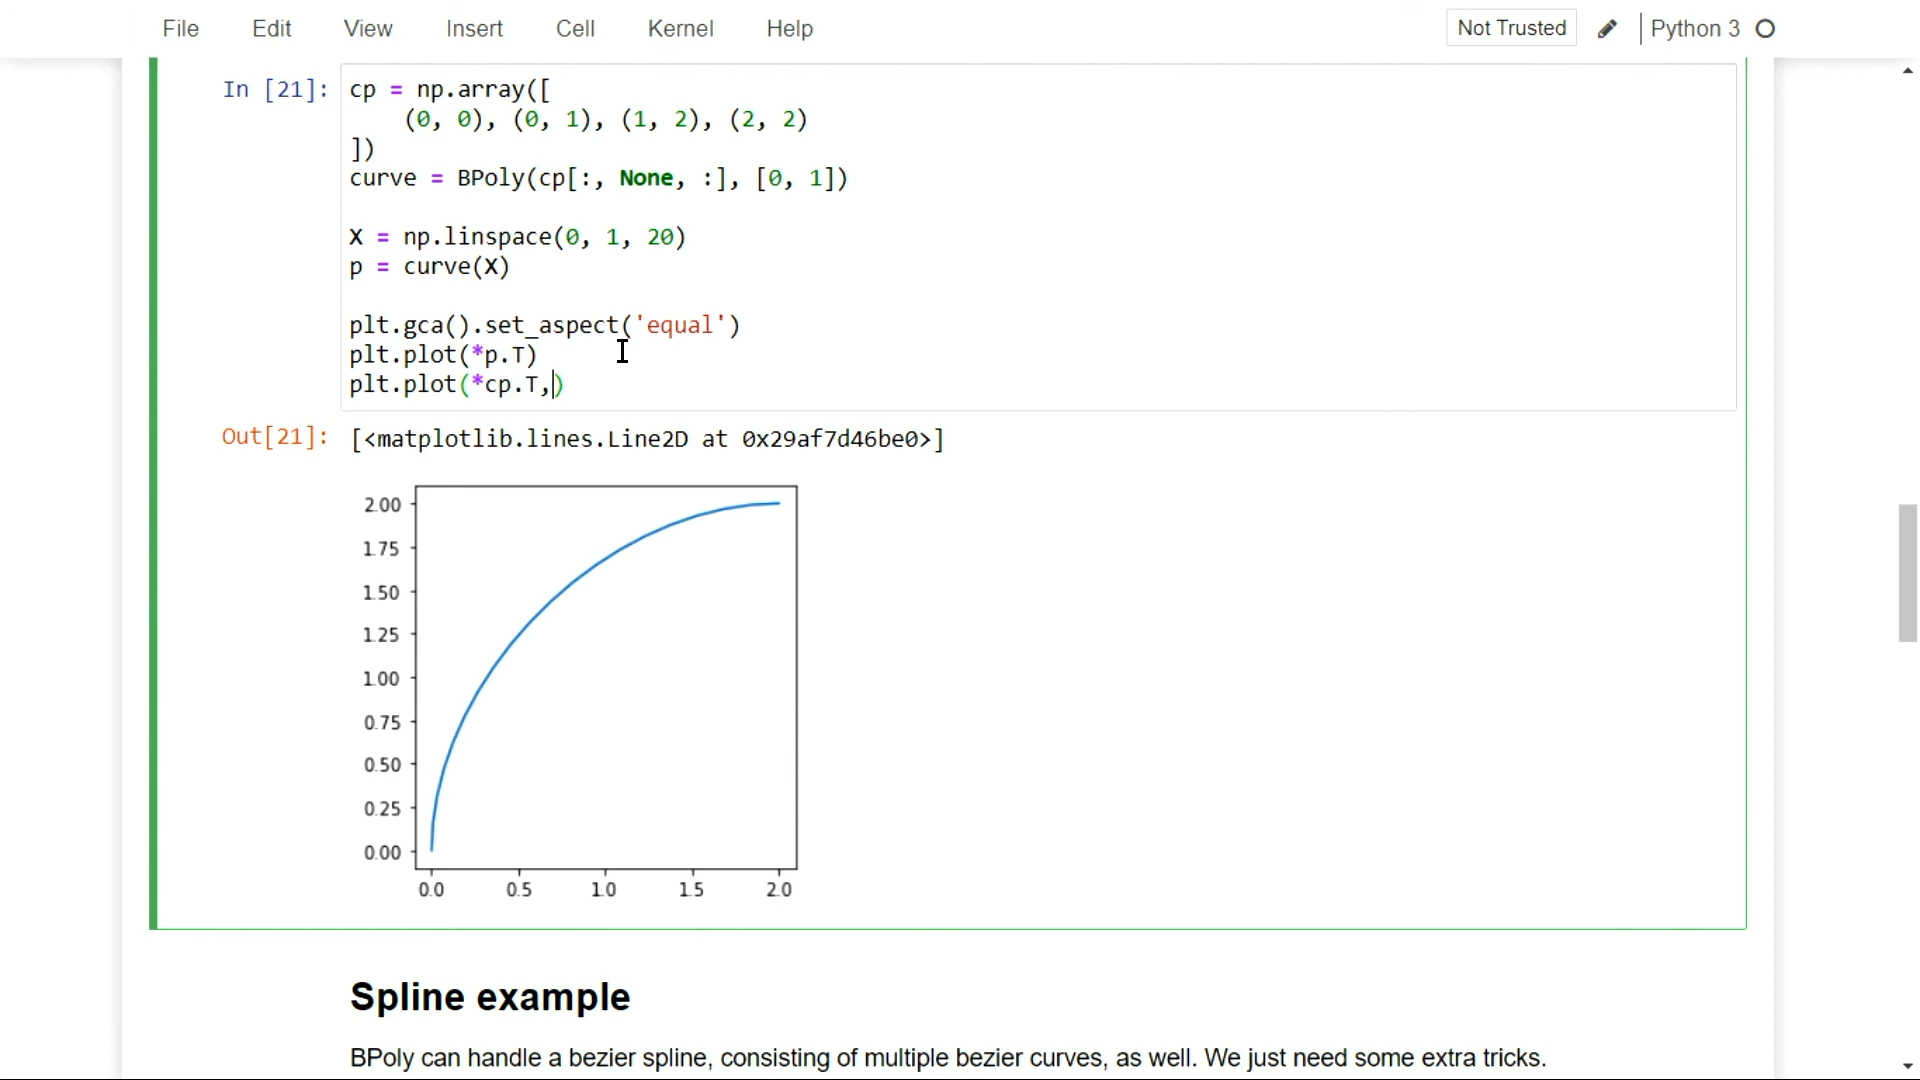 File Edit View Insert Cell Kernel Help Not Trusted Python 3
In [21]: cp = np.array([
(0, 0), (0, 1), (1, 2), (2, 2)
])
curve = BPoly(cp[:, None, :], [0, 1])
X = np.linspace(0, 1, 20)
p = curve(X)
plt.gca().set_aspect('equal')
plt.plot(*p.T)
plt.plot(*cp.T,)
Out[21]: [<matplotlib.lines.Line2D at 0x29af7d46be0>]
2.00
1.75
1.50
1.25
1.00
0.75
0.50
0.25
0.00
0.0 0.5 1.0 1.5 2.0
Spline example
BPoly can handle a bezier spline, consisting of multiple bezier curves, as well. We just need some extra tricks.